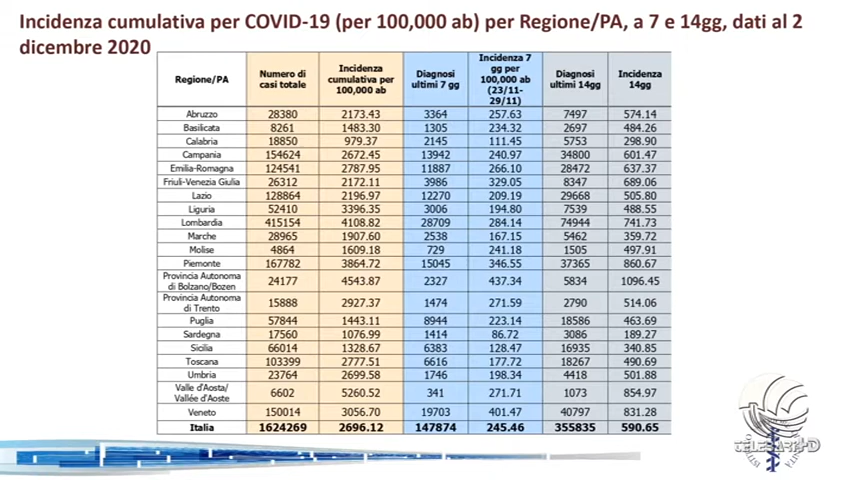 Incidenza cumulativa per COVID-19 (per 100,000 ab) per Regione/PA, a 7 e 14gg, dati al 2
dicembre 2020
Regione/PA Numero di casi totale Incidenza cumulativa per 100,000 ab Diagnosi ultimi 7 gg Incidenza 7 gg per 100,000 ab (23/11-29/11) Diagnosi ultimi 14gg Incidenza 14gg
Abruzzo 28380 2173.43 3364 257.63 7497 574.14
Basilicata 8261 1483.30 1305 234.32 2697 484.26
Calabria 18850 979.37 2145 111.45 5753 298.90
Campania 154624 2672.45 13942 240.97 34800 601.47
Emilia-Romagna 124541 2787.95 11887 266.10 28472 637.37
Friuli-Venezia Giulia 26312 2172.11 3986 329.05 8347 689.06
Lazio 128864 2196.97 12270 209.19 29668 505.80
Liguria 52410 3396.35 3006 194.80 7539 488.55
Lombardia 415154 4108.82 28709 284.14 74944 741.73
Marche 28965 1907.60 2538 167.15 5462 359.72
Molise 4864 1609.18 729 241.18 1505 497.91
Piemonte 167782 3864.72 15045 346.55 37365 860.67
Provincia Autonoma di Bolzano/Bozen 24177 4543.87 2327 437.34 5834 1096.45
Provincia Autonoma di Trento 15888 2927.37 1474 271.59 2790 514.06
Puglia 57844 1443.11 8944 223.14 18586 463.69
Sardegna 17560 1076.99 1414 86.72 3086 189.27
Sicilia 66014 1328.67 6383 128.47 16935 340.85
Toscana 103399 2777.51 6616 177.72 18267 490.69
Umbria 23764 2699.58 1746 198.34 4418 501.88
Valle d'Aosta/ Vallée d'Aoste 6602 5260.52 341 271.71 1073 854.97
Veneto 150014 3056.70 19703 401.47 40797 831.28
Italia 1624269 2696.12 147874 245.46 355835 590.65